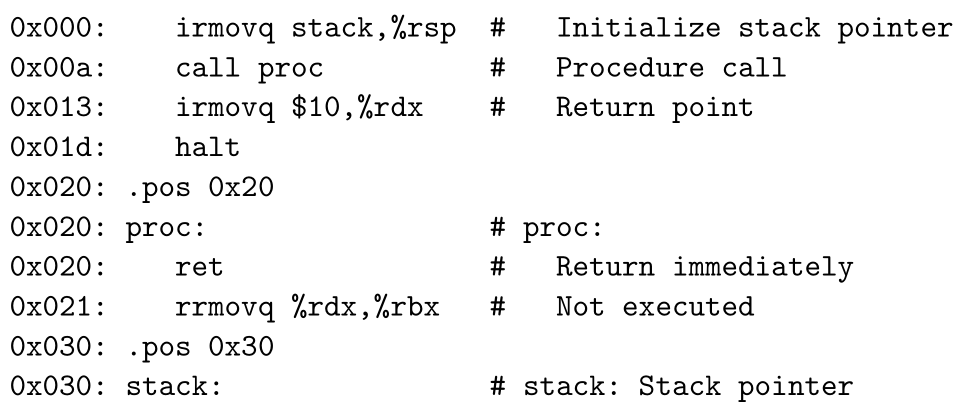 0x000:    irmovq stack,%rsp  #   Initialize stack pointer
0x00a:    call proc          #   Procedure call
0x013:    irmovq $10,%rdx    #   Return point
0x01d:    halt
0x020: .pos 0x20
0x020: proc:                 # proc:
0x020:    ret                #   Return immediately
0x021:    rrmovq %rdx,%rbx   #   Not executed
0x030: .pos 0x30
0x030: stack:                # stack: Stack pointer